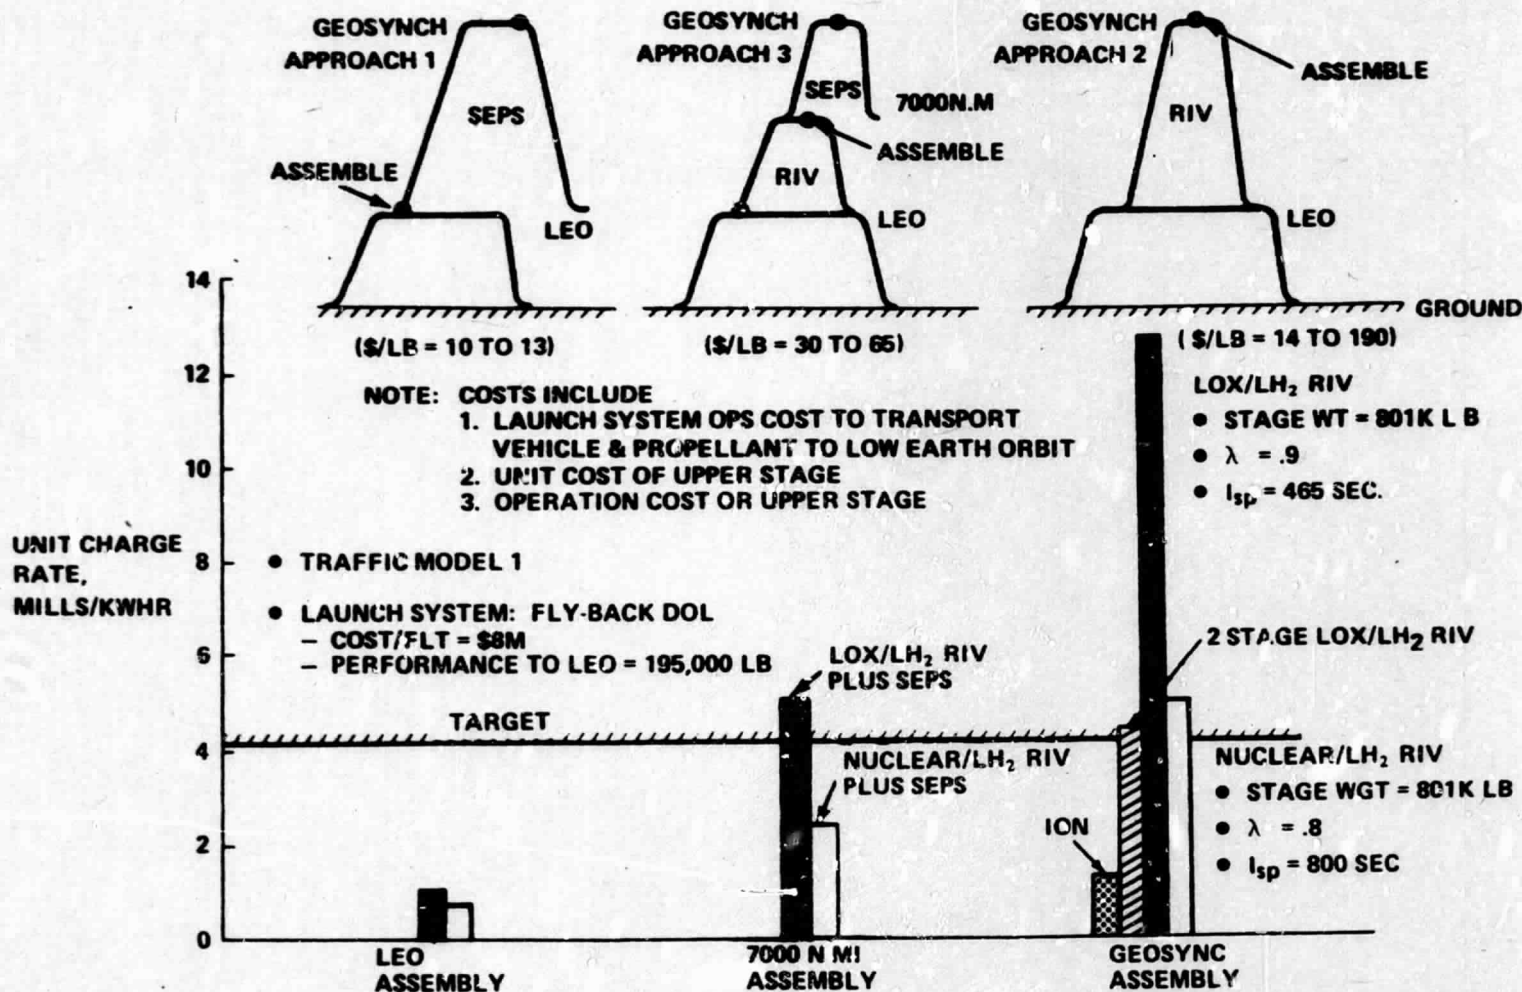 GEOSYNCH
APPROACH 1
SEPS
ASSEMBLE
LEO
($/LB = 10 TO 13)
GEOSYNCH
APPROACH 3
SEPS
7000N.M
ASSEMBLE
RIV
LEO
($/LB = 30 TO 65)
GEOSYNCH
APPROACH 2
ASSEMBLE
RIV
LEO
GROUND
($/LB = 14 TO 190)
NOTE: COSTS INCLUDE
1. LAUNCH SYSTEM OPS COST TO TRANSPORT
VEHICLE & PROPELLANT TO LOW EARTH ORBIT
2. UNIT COST OF UPPER STAGE
3. OPERATION COST OR UPPER STAGE
LOX/LH₂ RIV
● STAGE WT = 801K L B
● λ = .9
● Isp = 465 SEC.
UNIT CHARGE
RATE,
MILLS/KWHR
14
12
10
8
6
4
2
0
● TRAFFIC MODEL 1
● LAUNCH SYSTEM: FLY-BACK DOL
– COST/FLT = $8M
– PERFORMANCE TO LEO = 195,000 LB
TARGET
LOX/LH₂ RIV
PLUS SEPS
NUCLEAR/LH₂ RIV
PLUS SEPS
2 STAGE LOX/LH₂ RIV
ION
NUCLEAR/LH₂ RIV
● STAGE WGT = 801K LB
● λ = .8
● Isp = 800 SEC
LEO
ASSEMBLY
7000 N MI
ASSEMBLY
GEOSYNC
ASSEMBLY